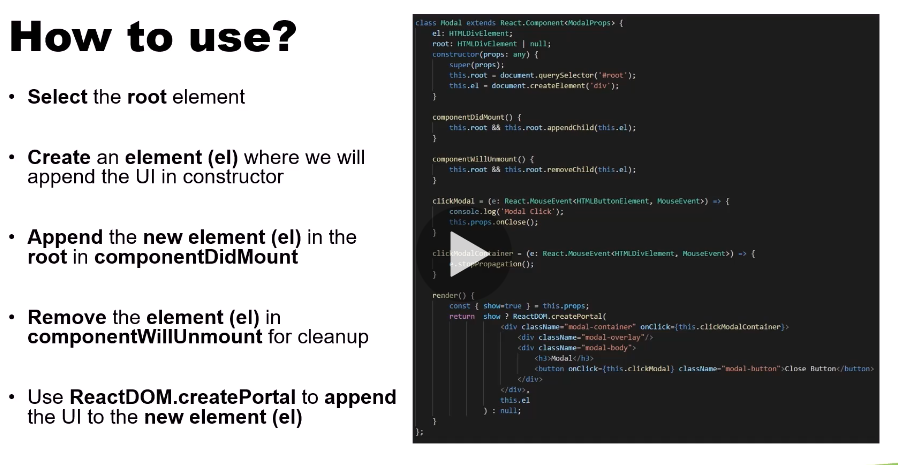 How to use?
• Select the root element
• Create an element (el) where we will
append the UI in constructor
• Append the new element (el) in the
root in componentDidMount
• Remove the element (el) in
componentWillUnmount for cleanup
• Use ReactDOM.createPortal to append
the UI to the new element (el)
class Modal extends React.Component<ModalProps> {
el: HTMLDivElement;
root: HTMLDivElement | null;
constructor(props: any) {
super(props);
this.root = document.querySelector('#root');
this.el = document.createElement('div');
}
componentDidMount() {
this.root && this.root.appendChild(this.el);
}
componentWillUnmount() {
this.root && this.root.removeChild(this.el);
}
clickModal = (e: React.MouseEvent<HTMLButtonElement, MouseEvent>) => {
console.log('Modal Click');
this.props.onClose();
}
clickModalContainer = (e: React.MouseEvent<HTMLDivElement, MouseEvent>) => {
.stopPropagation();
}
render() {
const { show=true } = this.props;
return show ? ReactDOM.createPortal(
<div className="modal-container" onClick={this.clickModalContainer}>
<div className="modal-overlay"/>
<div className="modal-body">
<h3>Modal</h3>
<button onClick={this.clickModal} className="modal-button">Close Button</button>
</div>
</div>,
this.el
) : null;
}
};